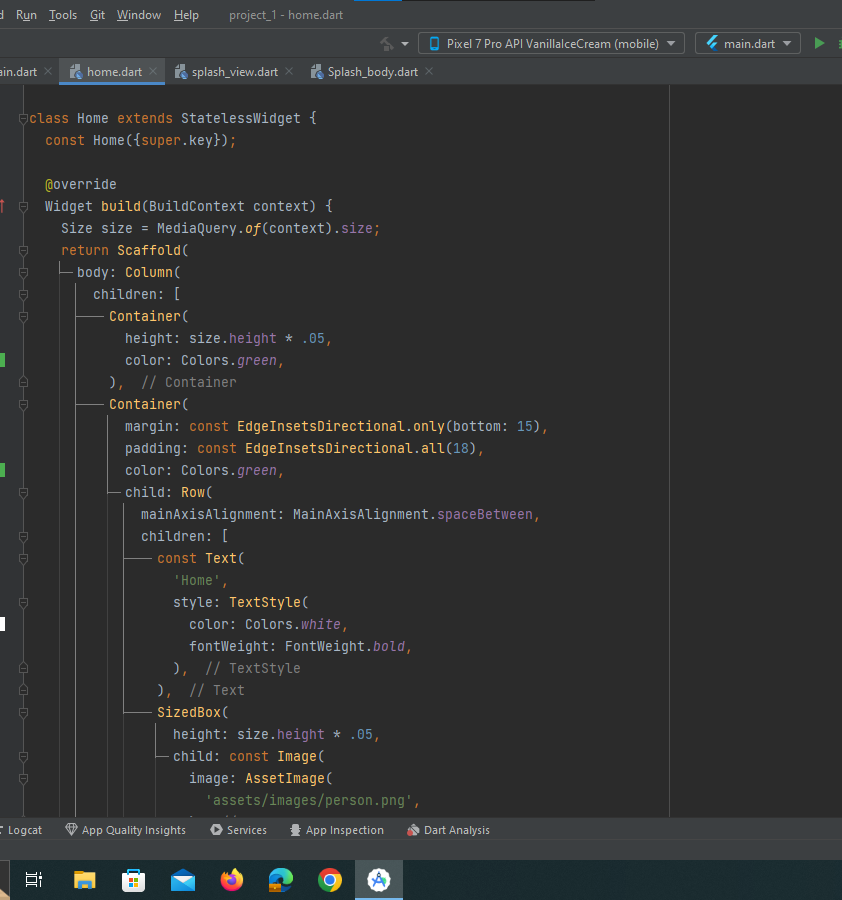 Run Tools Git Window Help project_1 - home.dart
Pixel 7 Pro API VanillaIceCream (mobile) main.dart
ain.dart home.dart splash_view.dart Splash_body.dart
class Home extends StatelessWidget {
const Home({super.key});
@override
Widget build(BuildContext context) {
Size size = MediaQuery.of(context).size;
return Scaffold(
body: Column(
children: [
Container(
height: size.height * .05,
color: Colors.green,
), // Container
Container(
margin: const EdgeInsetsDirectional.only(bottom: 15),
padding: const EdgeInsetsDirectional.all(18),
color: Colors.green,
child: Row(
mainAxisAlignment: MainAxisAlignment.spaceBetween,
children: [
const Text(
'Home',
style: TextStyle(
color: Colors.white,
fontWeight: FontWeight.bold,
), // TextStyle
), // Text
SizedBox(
height: size.height * .05,
child: const Image(
image: AssetImage(
'assets/images/person.png',
Logcat App Quality Insights Services App Inspection Dart Analysis